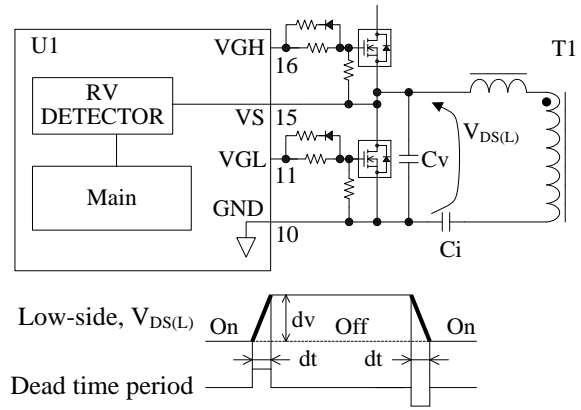 U1
T1
VGH
16
RV
DETECTOR
VS
15
VDS(L)
VGL
11
Cv
Main
GND
10
Ci
Low-side, VDS(L)
On
dv
Off
On
dt
dt
Dead time period